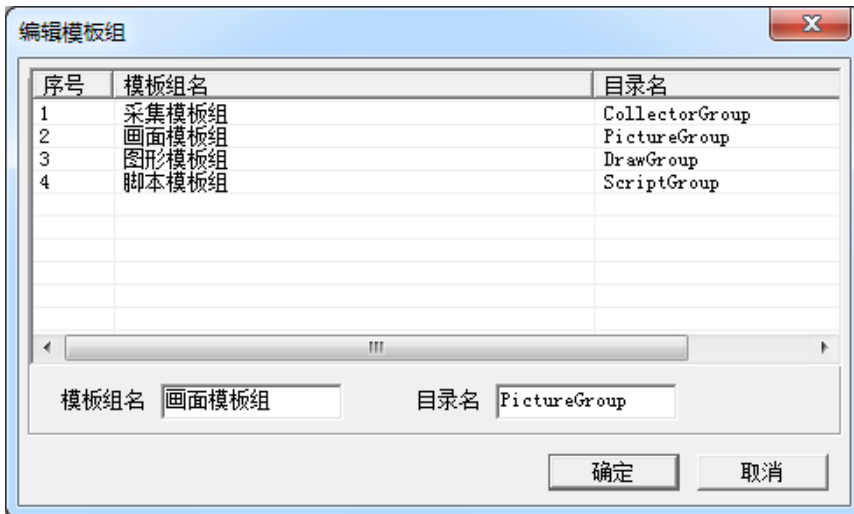 编辑模板组
序号 模板组名 目录名
1 采集模板组 CollectorGroup
2 画面模板组 PictureGroup
3 图形模板组 DrawGroup
4 脚本模板组 ScriptGroup
模板组名 画面模板组 目录名 PictureGroup
确定 取消